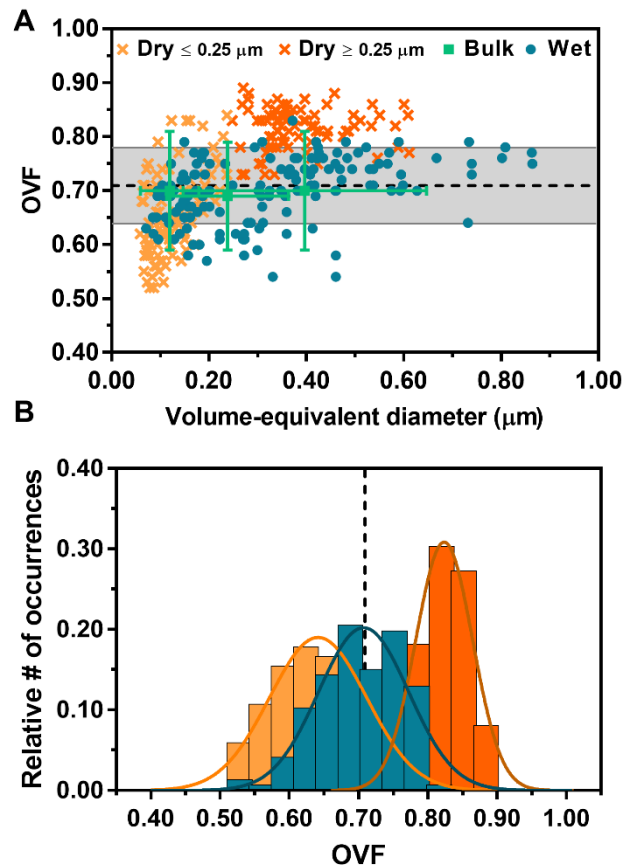 A
Dry ≤ 0.25 μm Dry ≥ 0.25 μm Bulk Wet
1.00
0.90
0.80
0.70
0.60
0.50
0.40
OVF
0.00 0.20 0.40 0.60 0.80 1.00
Volume-equivalent diameter (μm)
B
0.40
0.30
0.20
0.10
0.00
Relative # of occurrences
0.40 0.50 0.60 0.70 0.80 0.90 1.00
OVF